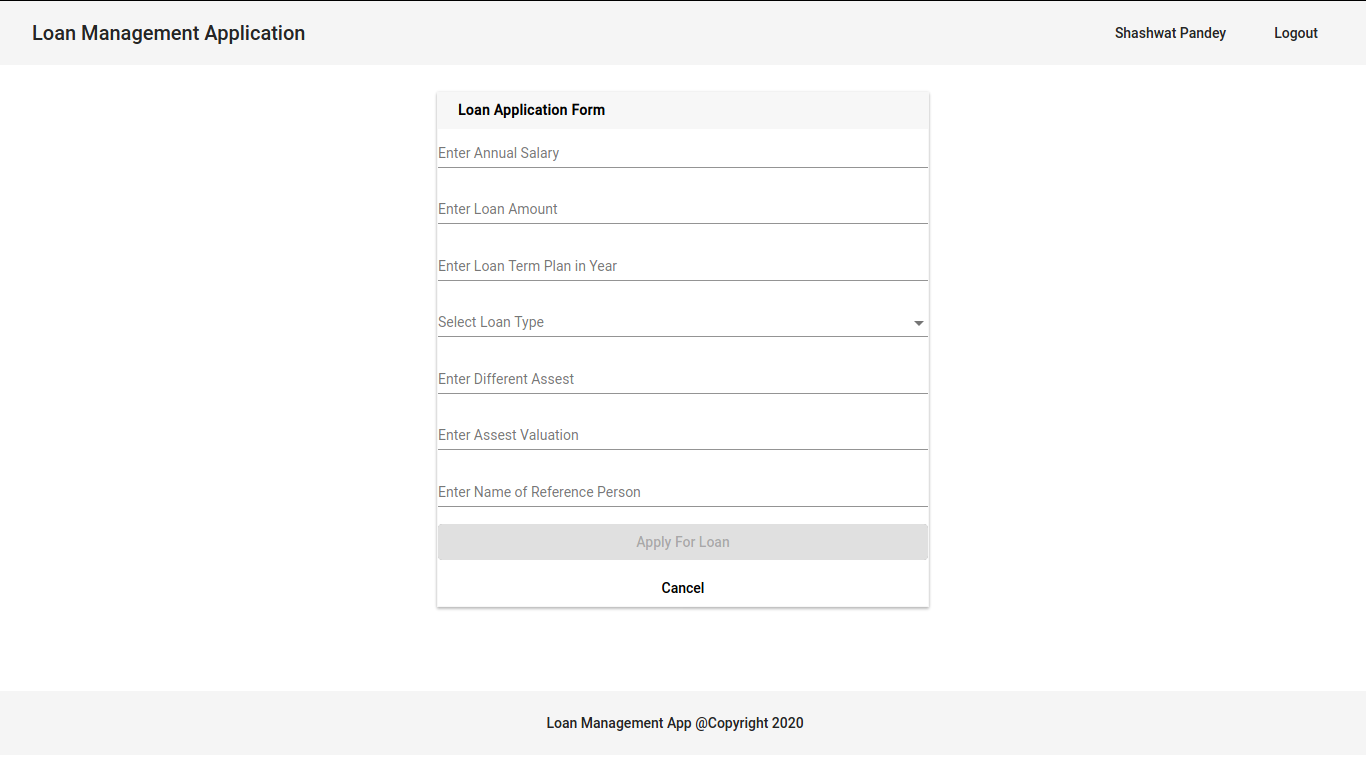 Loan Management Application
Shashwat Pandey
Logout
Loan Application Form
Enter Annual Salary
Enter Loan Amount
Enter Loan Term Plan in Year
Select Loan Type
Enter Different Assest
Enter Assest Valuation
Enter Name of Reference Person
Apply For Loan
Cancel
Loan Management App @Copyright 2020